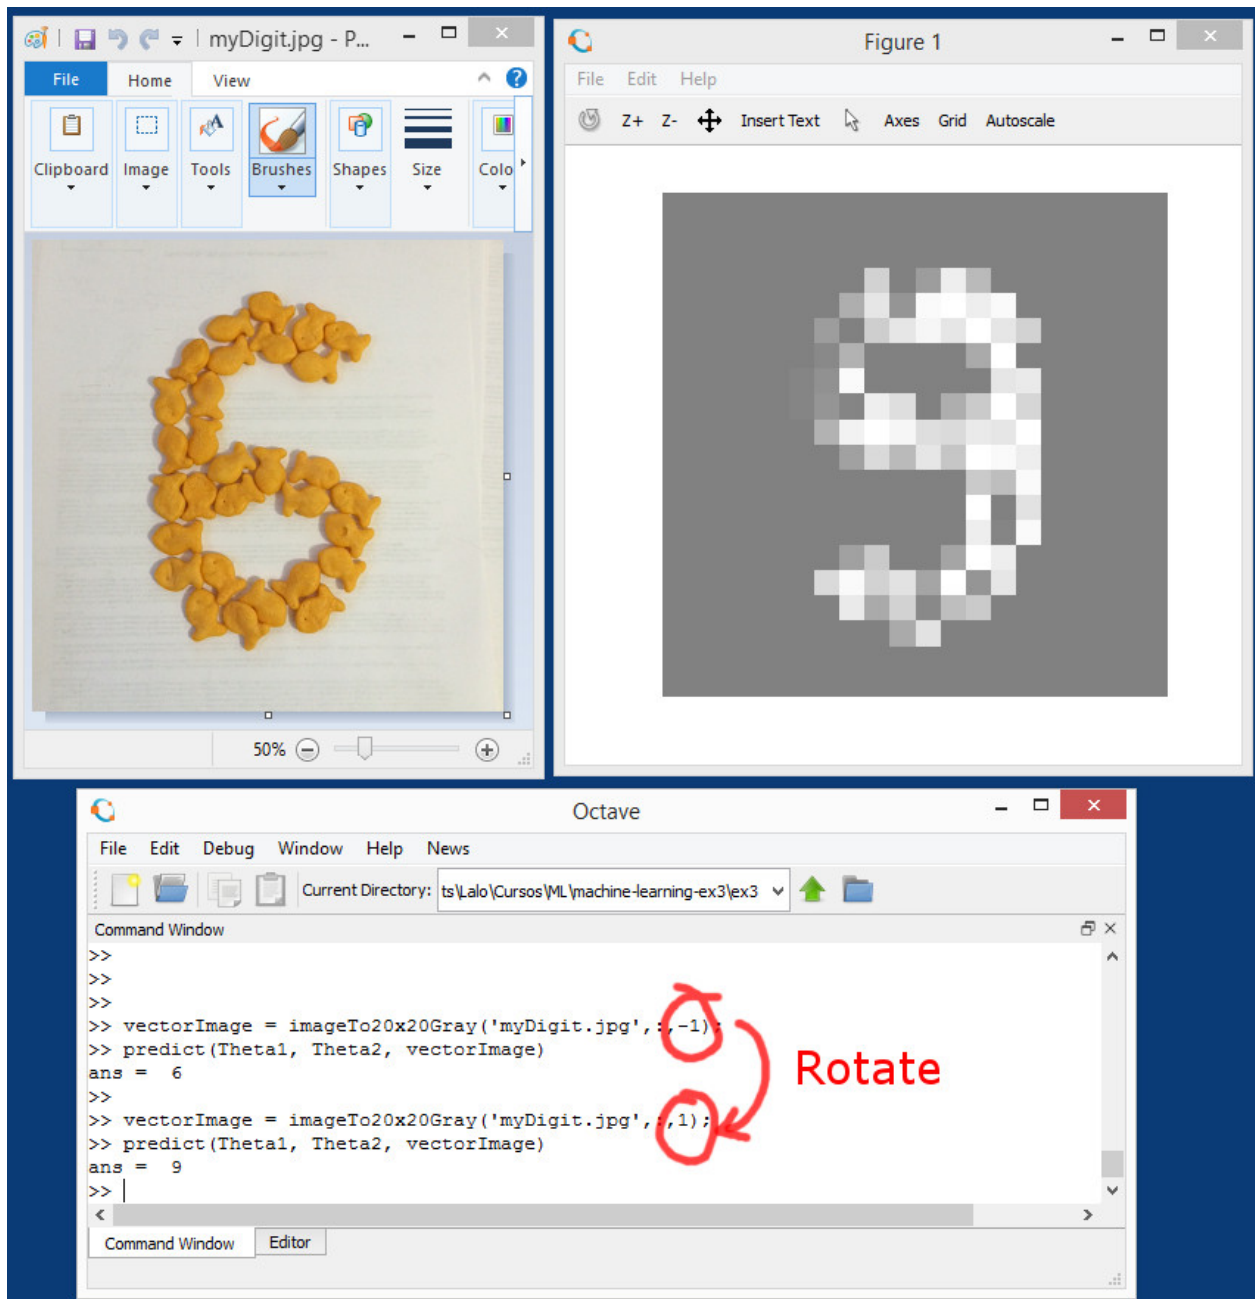 myDigit.jpg - P...
File Home View
Clipboard Image Tools Brushes Shapes Size Colo
50%
Figure 1
File Edit Help
Z+ Z- Insert Text Axes Grid Autoscale
Octave
File Edit Debug Window Help News
Current Directory: ts\Lalo\Cursos\ML\machine-learning-ex3\ex3
Command Window
>>
>>
>>
>> vectorImage = imageTo20x20Gray('myDigit.jpg',:,-1);
>> predict(Theta1, Theta2, vectorImage)
ans = 6
>>
>> vectorImage = imageTo20x20Gray('myDigit.jpg',:,1);
>> predict(Theta1, Theta2, vectorImage)
ans = 9
>>
Rotate
Command Window Editor